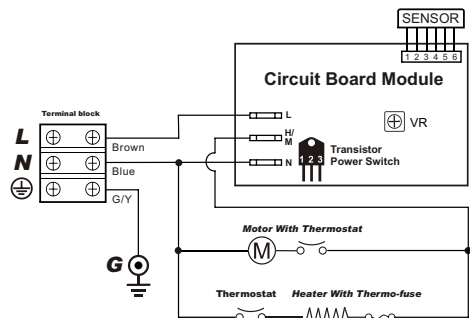 SENSOR
1 2 3 4 5 6
Circuit Board Module
Terminal block
L
L
VR
Brown
H/
M
1 2 3
Transistor
Power Switch
N
Blue
N
G/Y
G
Motor With Thermostat
M
Thermostat
Heater With Thermo-fuse